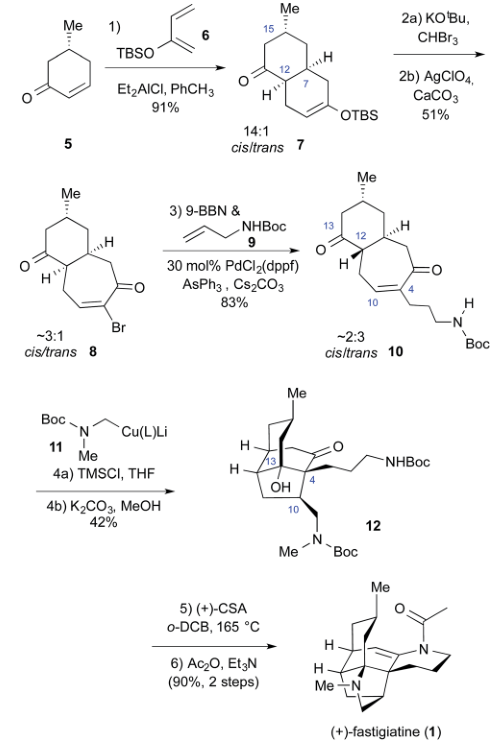 1)
6
TBSO
Et₂AlCl, PhCH₃
91%
Me
O
5
Me
15
12
O
H
H
7
OTBS
14:1
cis/trans 7
2a) KOᵗBu,
CHBr₃
2b) AgClO₄,
CaCO₃
51%
Me
O
H
H
O
Br
~3:1
cis/trans 8
3) 9-BBN &
NHBoc
9
30 mol% PdCl₂(dppf)
AsPh₃ , Cs₂CO₃
83%
Me
13
12
O
H
H
O
4
10
H
N
Boc
~2:3
cis/trans 10
Boc
N
Me
Cu(L)Li
11
4a) TMSCl, THF
4b) K₂CO₃, MeOH
42%
Me
H
13
O
H
OH
4
NHBoc
10
N
Me
Boc
12
5) (+)-CSA
o-DCB, 165 °C
6) Ac₂O, Et₃N
(90%, 2 steps)
Me
O
N
H
H
Me
N
(+)-fastigiatine (1)